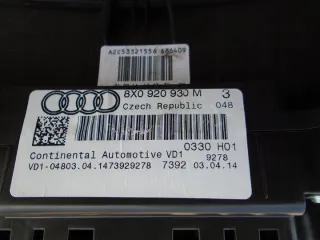 A2C53321556 686409
8X0 920 930 M 3
Czech Republic 048
0330 H01
Continental Automotive VD1 9278
VD1-04803.04.1473929278 7392 03.04.14